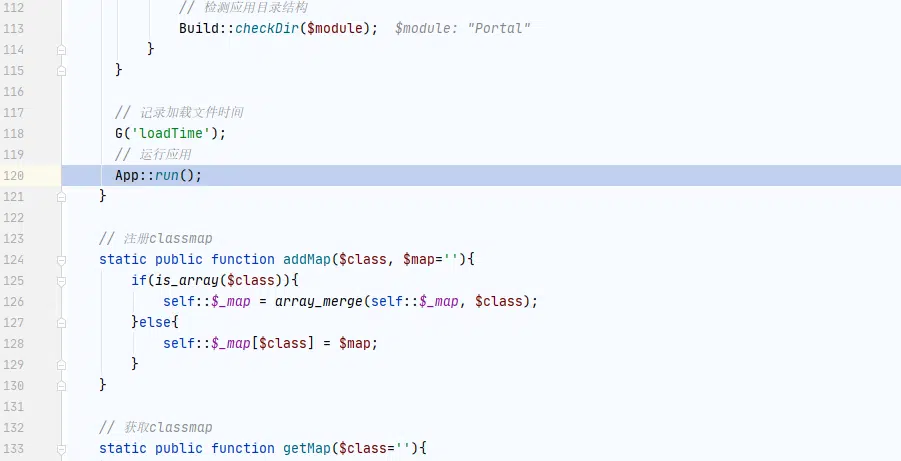 112 // 检测应用目录结构
113 Build::checkDir($module); $module: "Portal"
114 }
115 }
116
117 // 记录加载文件时间
118 G('loadTime');
119 // 运行应用
120 App::run();
121 }
122
123 // 注册classmap
124 static public function addMap($class, $map=''){
125 if(is_array($class)){
126 self::$_map = array_merge(self::$_map, $class);
127 }else{
128 self::$_map[$class] = $map;
129 }
130 }
131
132 // 获取classmap
133 static public function getMap($class=''){